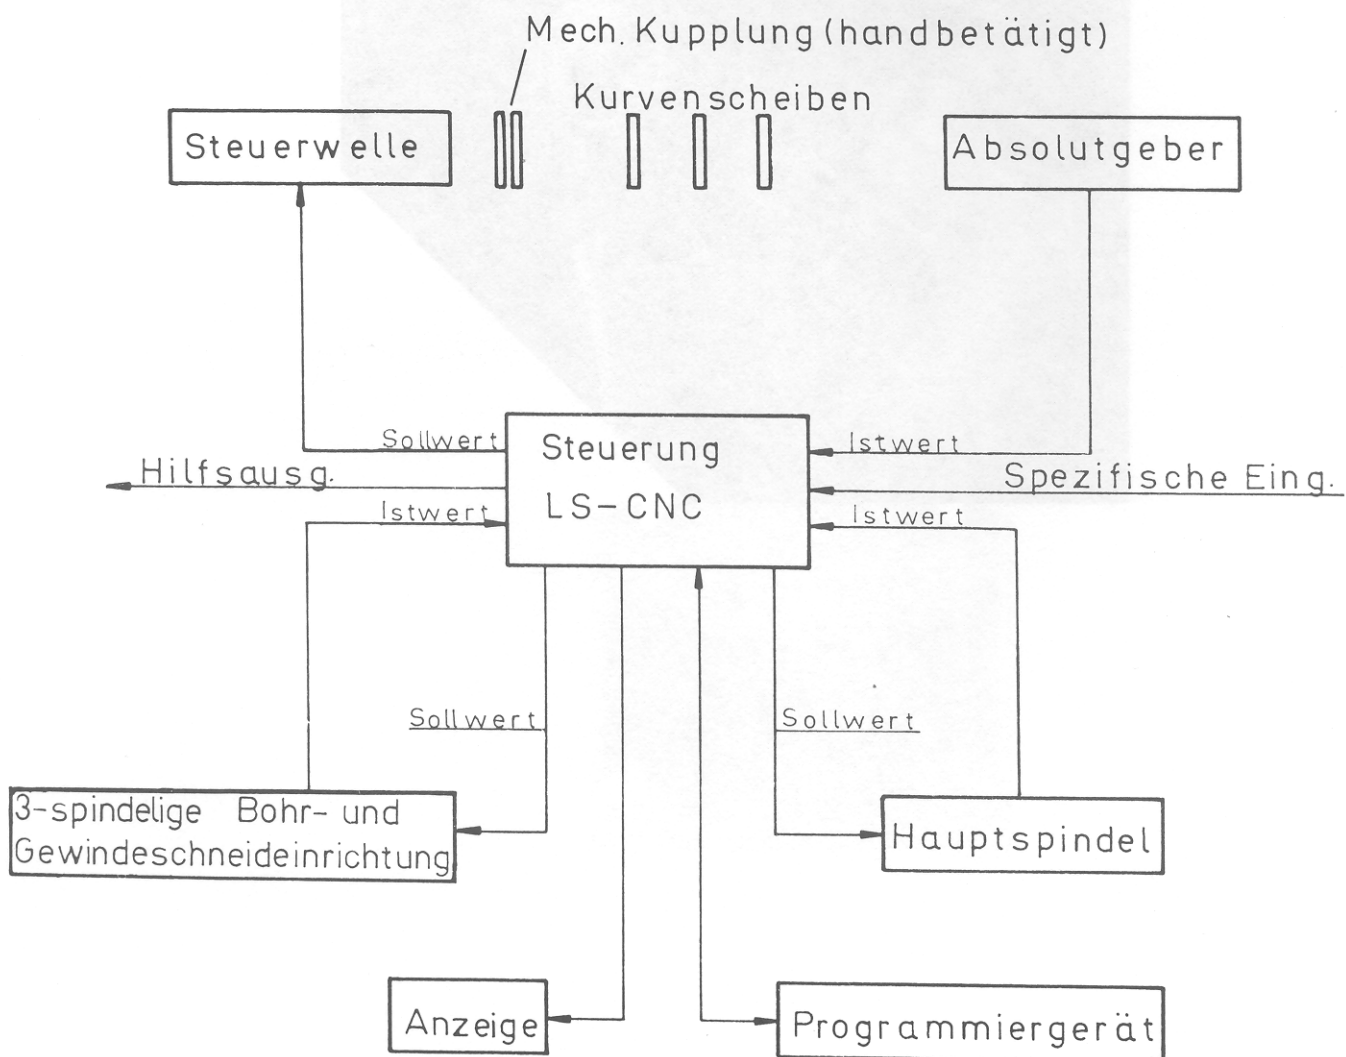 Mech. Kupplung (handbetätigt)
Kurvenscheiben
Steuerwelle
Absolutgeber
Sollwert
Steuerung
Istwert
Hilfsausg.
LS-CNC
Spezifische Eing.
Istwert
Istwert
Sollwert
Sollwert
3-spindelige Bohr- und
Gewindeschneideinrichtung
Hauptspindel
Anzeige
Programmiergerät